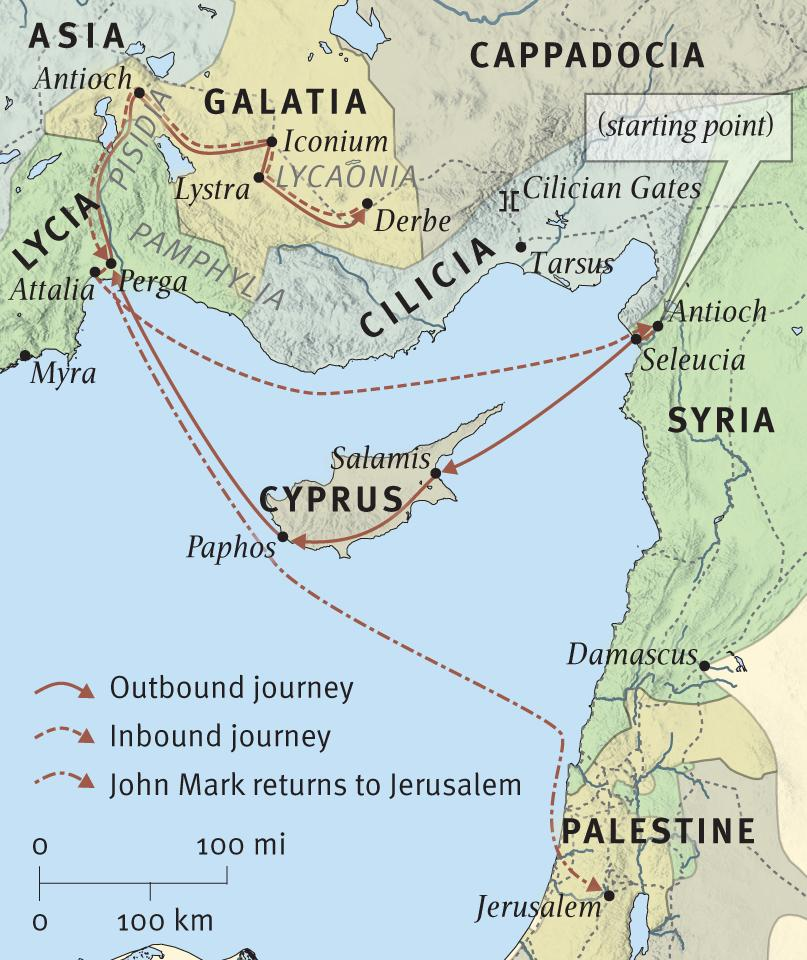 ASIA
CAPPADOCIA
Antioch
GALATIA
(starting point)
Iconium
PISIDIA
LYCAONIA
Lystra
Cilician Gates
Derbe
LYCIA
PAMPHYLIA
CILICIA
Tarsus
Attalia
Perga
Antioch
Seleucia
Myra
SYRIA
Salamis
CYPRUS
Paphos
Damascus
Outbound journey
Inbound journey
John Mark returns to Jerusalem
PALESTINE
0 100 mi
0 100 km
Jerusalem